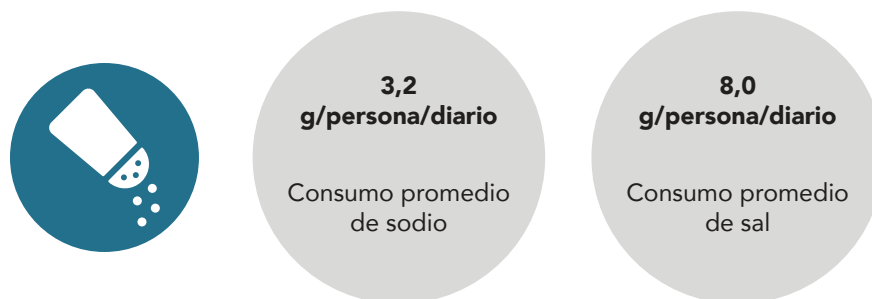 3,2
g/persona/diario
Consumo promedio
de sodio
8,0
g/persona/diario
Consumo promedio
de sal